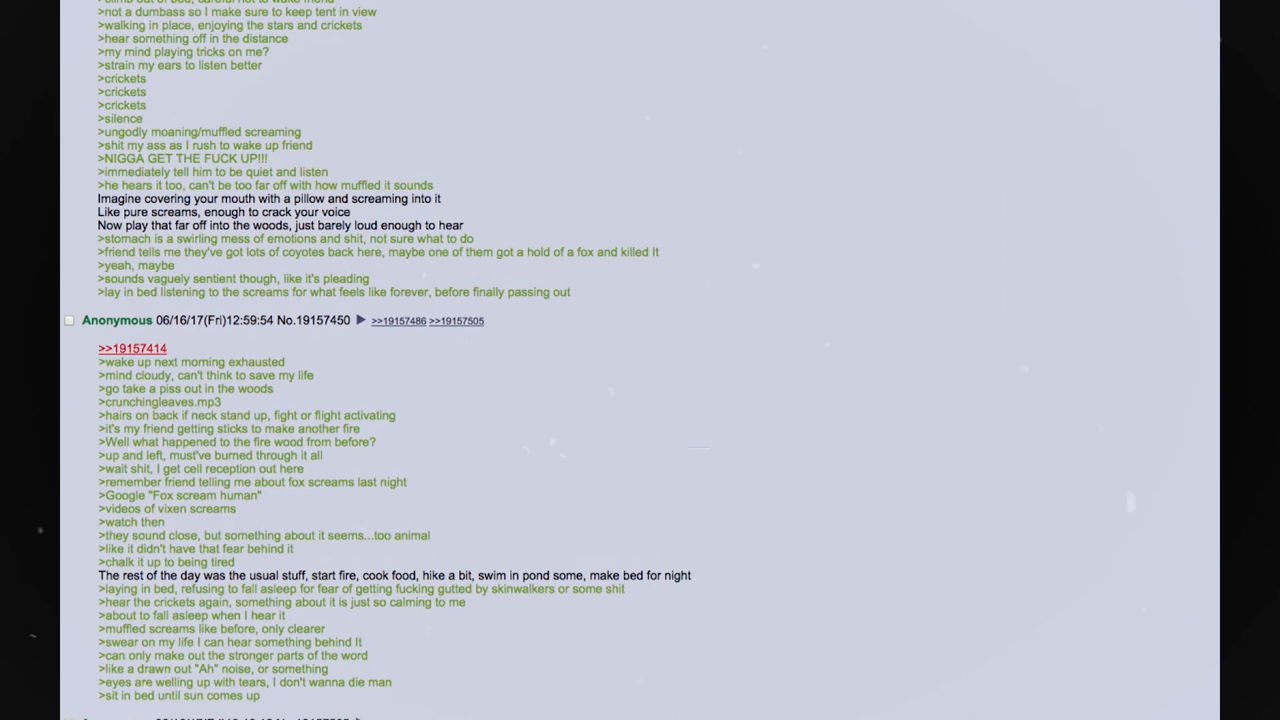 >climb out of bed, careful not to wake friend
>not a dumbass so I make sure to keep tent in view
>walking in place, enjoying the stars and crickets
>hear something off in the distance
>my mind playing tricks on me?
>strain my ears to listen better
>crickets
>crickets
>crickets
>silence
>ungodly moaning/muffled screaming
>shit my ass as I rush to wake up friend
>NIGGA GET THE FUCK UP!!!
>immediately tell him to be quiet and listen
>he hears it too, can't be too far off with how muffled it sounds
Imagine covering your mouth with a pillow and screaming into it
Like pure screams, enough to crack your voice
Now play that far off into the woods, just barely loud enough to hear
>stomach is a swirling mess of emotions and shit, not sure what to do
>friend tells me they've got lots of coyotes back here, maybe one of them got a hold of a fox and killed It
>yeah, maybe
>sounds vaguely sentient though, like it's pleading
>lay in bed listening to the screams for what feels like forever, before finally passing out
Anonymous 06/16/17(Fri)12:59:54 No.19157450 ▶ >>19157486 >>19157505
>>19157414
>wake up next morning exhausted
>mind cloudy, can't think to save my life
>go take a piss out in the woods
>crunchingleaves.mp3
>hairs on back if neck stand up, fight or flight activating
>it's my friend getting sticks to make another fire
>Well what happened to the fire wood from before?
>up and left, must've burned through it all
>wait shit, I get cell reception out here
>remember friend telling me about fox screams last night
>Google "Fox scream human"
>videos of vixen screams
>watch then
>they sound close, but something about it seems...too animal
>like it didn't have that fear behind it
>chalk it up to being tired
The rest of the day was the usual stuff, start fire, cook food, hike a bit, swim in pond some, make bed for night
>laying in bed, refusing to fall asleep for fear of getting fucking gutted by skinwalkers or some shit
>hear the crickets again, something about it is just so calming to me
>about to fall asleep when I hear it
>muffled screams like before, only clearer
>swear on my life I can hear something behind It
>can only make out the stronger parts of the word
>like a drawn out "Ah" noise, or something
>eyes are welling up with tears, I don't wanna die man
>sit in bed until sun comes up